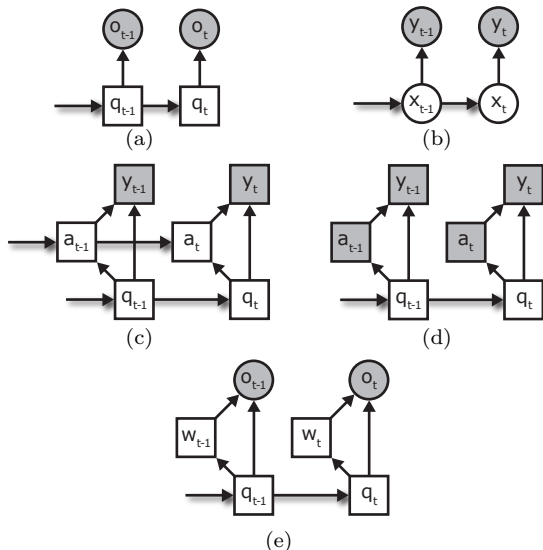 o_{t-1} o_t
q_{t-1} q_t
(a)
y_{t-1} y_t
x_{t-1} x_t
(b)
y_{t-1} y_t
a_{t-1} a_t
q_{t-1} q_t
(c)
y_{t-1} y_t
a_{t-1} a_t
q_{t-1} q_t
(d)
o_{t-1} o_t
w_{t-1} w_t
q_{t-1} q_t
(e)